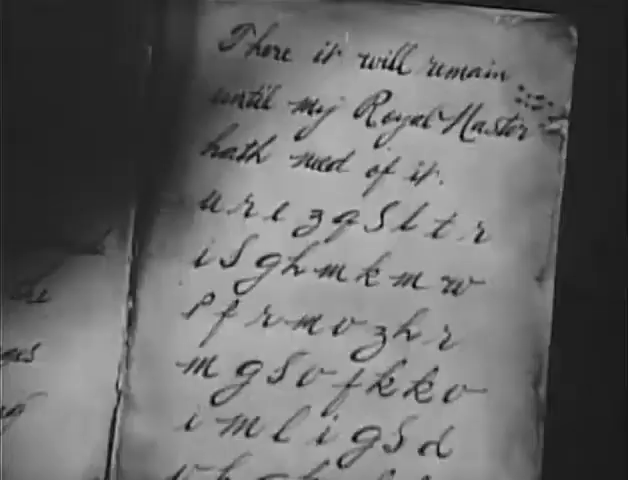 There it will remain
until my Royal Master
hath need of it.
u r e z q S l t r
i S g h m k m w
p f r m v z h r
m g S v f k k v
i m l i g S d